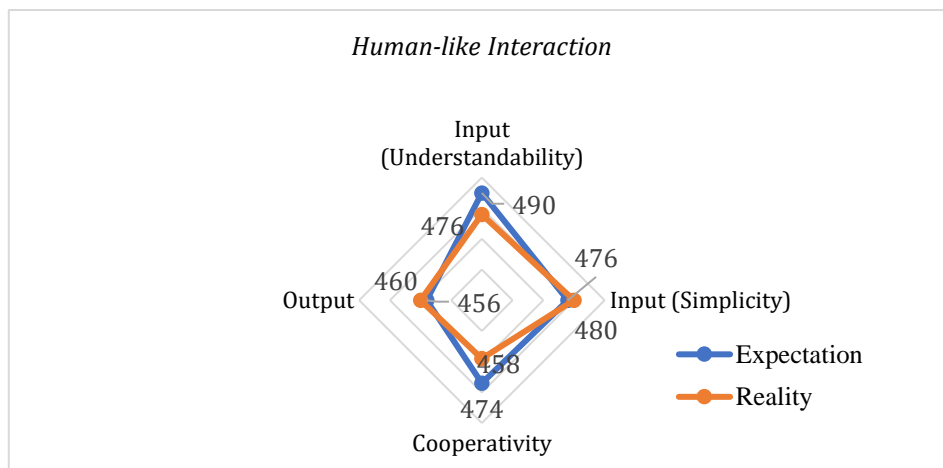 Human-like Interaction
Input
(Understandability)
490
476
476
460
Output
456
Input (Simplicity)
480
458
474
Cooperativity
Expectation
Reality